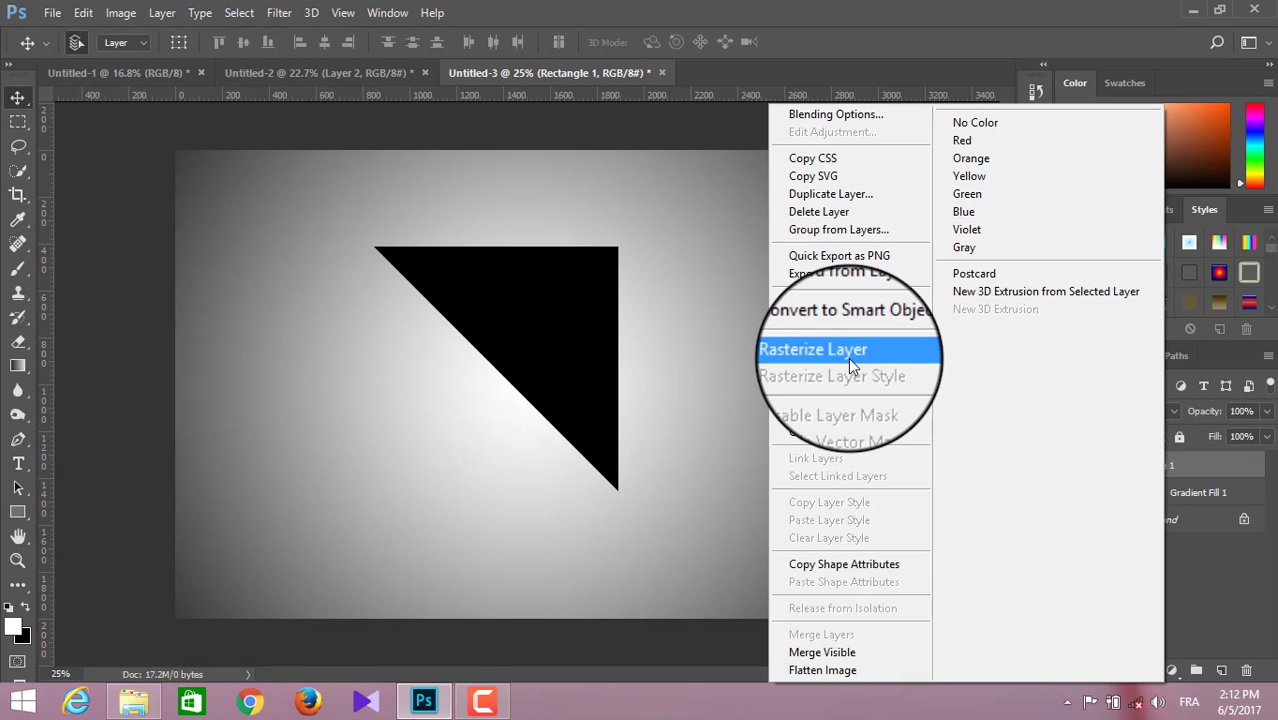 Ps File Edit Image Layer Type Select Filter 3D View Window Help
Layer 3D Mode:
Untitled-1 @ 16.8% (RGB/8) * Untitled-2 @ 22.7% (Layer 2, RGB/8#) * Untitled-3 @ 25% (Rectangle 1, RGB/8#) *
400 200 0 200 400 600 800 1000 1200 1400 1600 1800 2000 2200 2400 2600 2800 3000 3200 3400
Color Swatches
Styles
Paths
Opacity: 100%
Fill: 100%
1
Gradient Fill 1
Blending Options...
Edit Adjustment...
Copy CSS
Copy SVG
Duplicate Layer...
Delete Layer
Group from Layers...
Quick Export as PNG
Convert to Smart Objec
Rasterize Layer
Rasterize Layer Style
able Layer Mask
Link Layers
Select Linked Layers
Copy Layer Style
Paste Layer Style
Clear Layer Style
Copy Shape Attributes
Paste Shape Attributes
Release from Isolation
Merge Layers
Merge Visible
Flatten Image
No Color
Red
Orange
Yellow
Green
Blue
Violet
Gray
Postcard
New 3D Extrusion from Selected Layer
New 3D Extrusion
25% Doc: 17.2M/0 bytes
Ps FRA 2:12 PM
6/5/2017